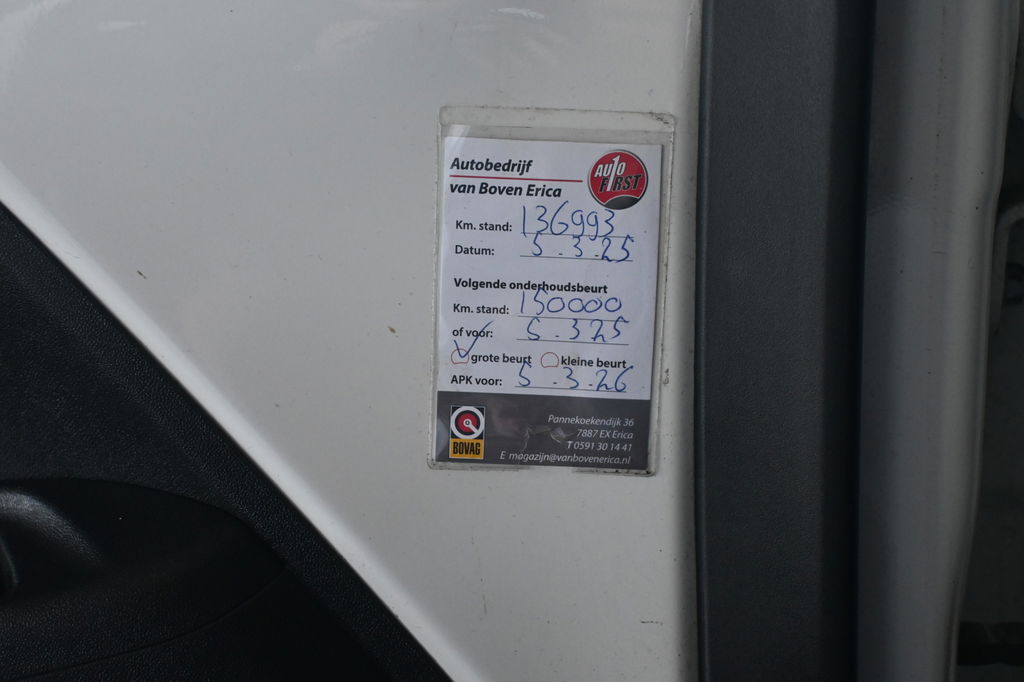 Autobedrijf
van Boven Erica
AUTO
FIRST
Km. stand: 136993
Datum: 5.3.25
Volgende onderhoudsbeurt
Km. stand: 150000
of voor: 5.3.25
grote beurt kleine beurt
APK voor: 5.3.26
BOVAG
Pannekoekendijk 36
7887 EX Erica
T 0591 30 14 41
E magazijn@vanbovenerica.nl